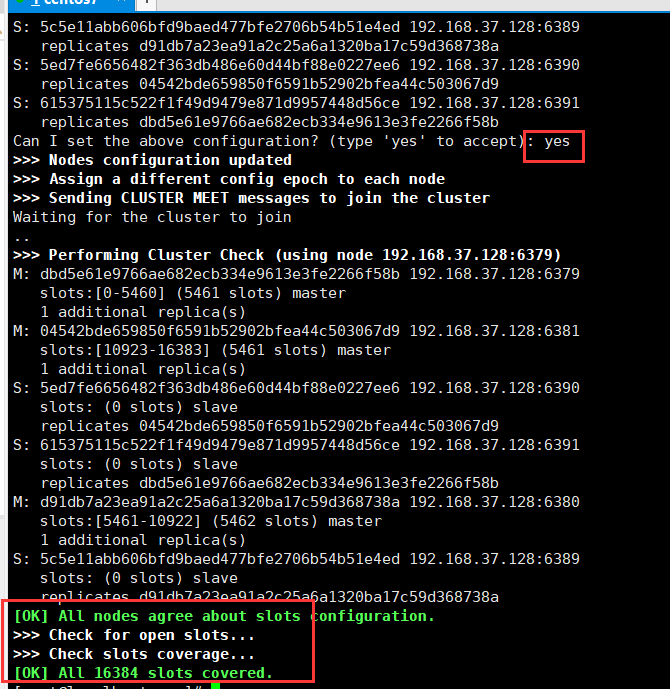 1 centos7
S: 5c5e11abb606bfd9baed477bfe2706b54b51e4ed 192.168.37.128:6389
replicates d91db7a23ea91a2c25a6a1320ba17c59d368738a
S: 5ed7fe6656482f363db486e60d44bf88e0227ee6 192.168.37.128:6390
replicates 04542bde659850f6591b52902bfea44c503067d9
S: 615375115c522f1f49d9479e871d9957448d56ce 192.168.37.128:6391
replicates dbd5e61e9766ae682ecb334e9613e3fe2266f58b
Can I set the above configuration? (type 'yes' to accept): yes
>>> Nodes configuration updated
>>> Assign a different config epoch to each node
>>> Sending CLUSTER MEET messages to join the cluster
Waiting for the cluster to join
..
>>> Performing Cluster Check (using node 192.168.37.128:6379)
M: dbd5e61e9766ae682ecb334e9613e3fe2266f58b 192.168.37.128:6379
slots:[0-5460] (5461 slots) master
1 additional replica(s)
M: 04542bde659850f6591b52902bfea44c503067d9 192.168.37.128:6381
slots:[10923-16383] (5461 slots) master
1 additional replica(s)
S: 5ed7fe6656482f363db486e60d44bf88e0227ee6 192.168.37.128:6390
slots: (0 slots) slave
replicates 04542bde659850f6591b52902bfea44c503067d9
S: 615375115c522f1f49d9479e871d9957448d56ce 192.168.37.128:6391
slots: (0 slots) slave
replicates dbd5e61e9766ae682ecb334e9613e3fe2266f58b
M: d91db7a23ea91a2c25a6a1320ba17c59d368738a 192.168.37.128:6380
slots:[5461-10922] (5462 slots) master
1 additional replica(s)
S: 5c5e11abb606bfd9baed477bfe2706b54b51e4ed 192.168.37.128:6389
slots: (0 slots) slave
replicates d91db7a23ea91a2c25a6a1320ba17c59d368738a
[OK] All nodes agree about slots configuration.
>>> Check for open slots...
>>> Check slots coverage...
[OK] All 16384 slots covered.